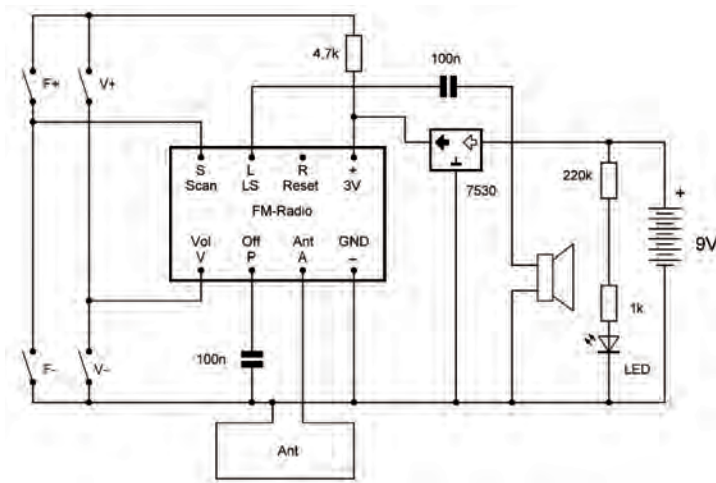 4,7k
100n
F+
V+
S
L
R
+
Scan
LS
Reset
3V
7530
220k
+
FM-Radio
9V
Vol
Off
Ant
GND
V
P
A
–
1k
100n
F-
V-
LED
Ant